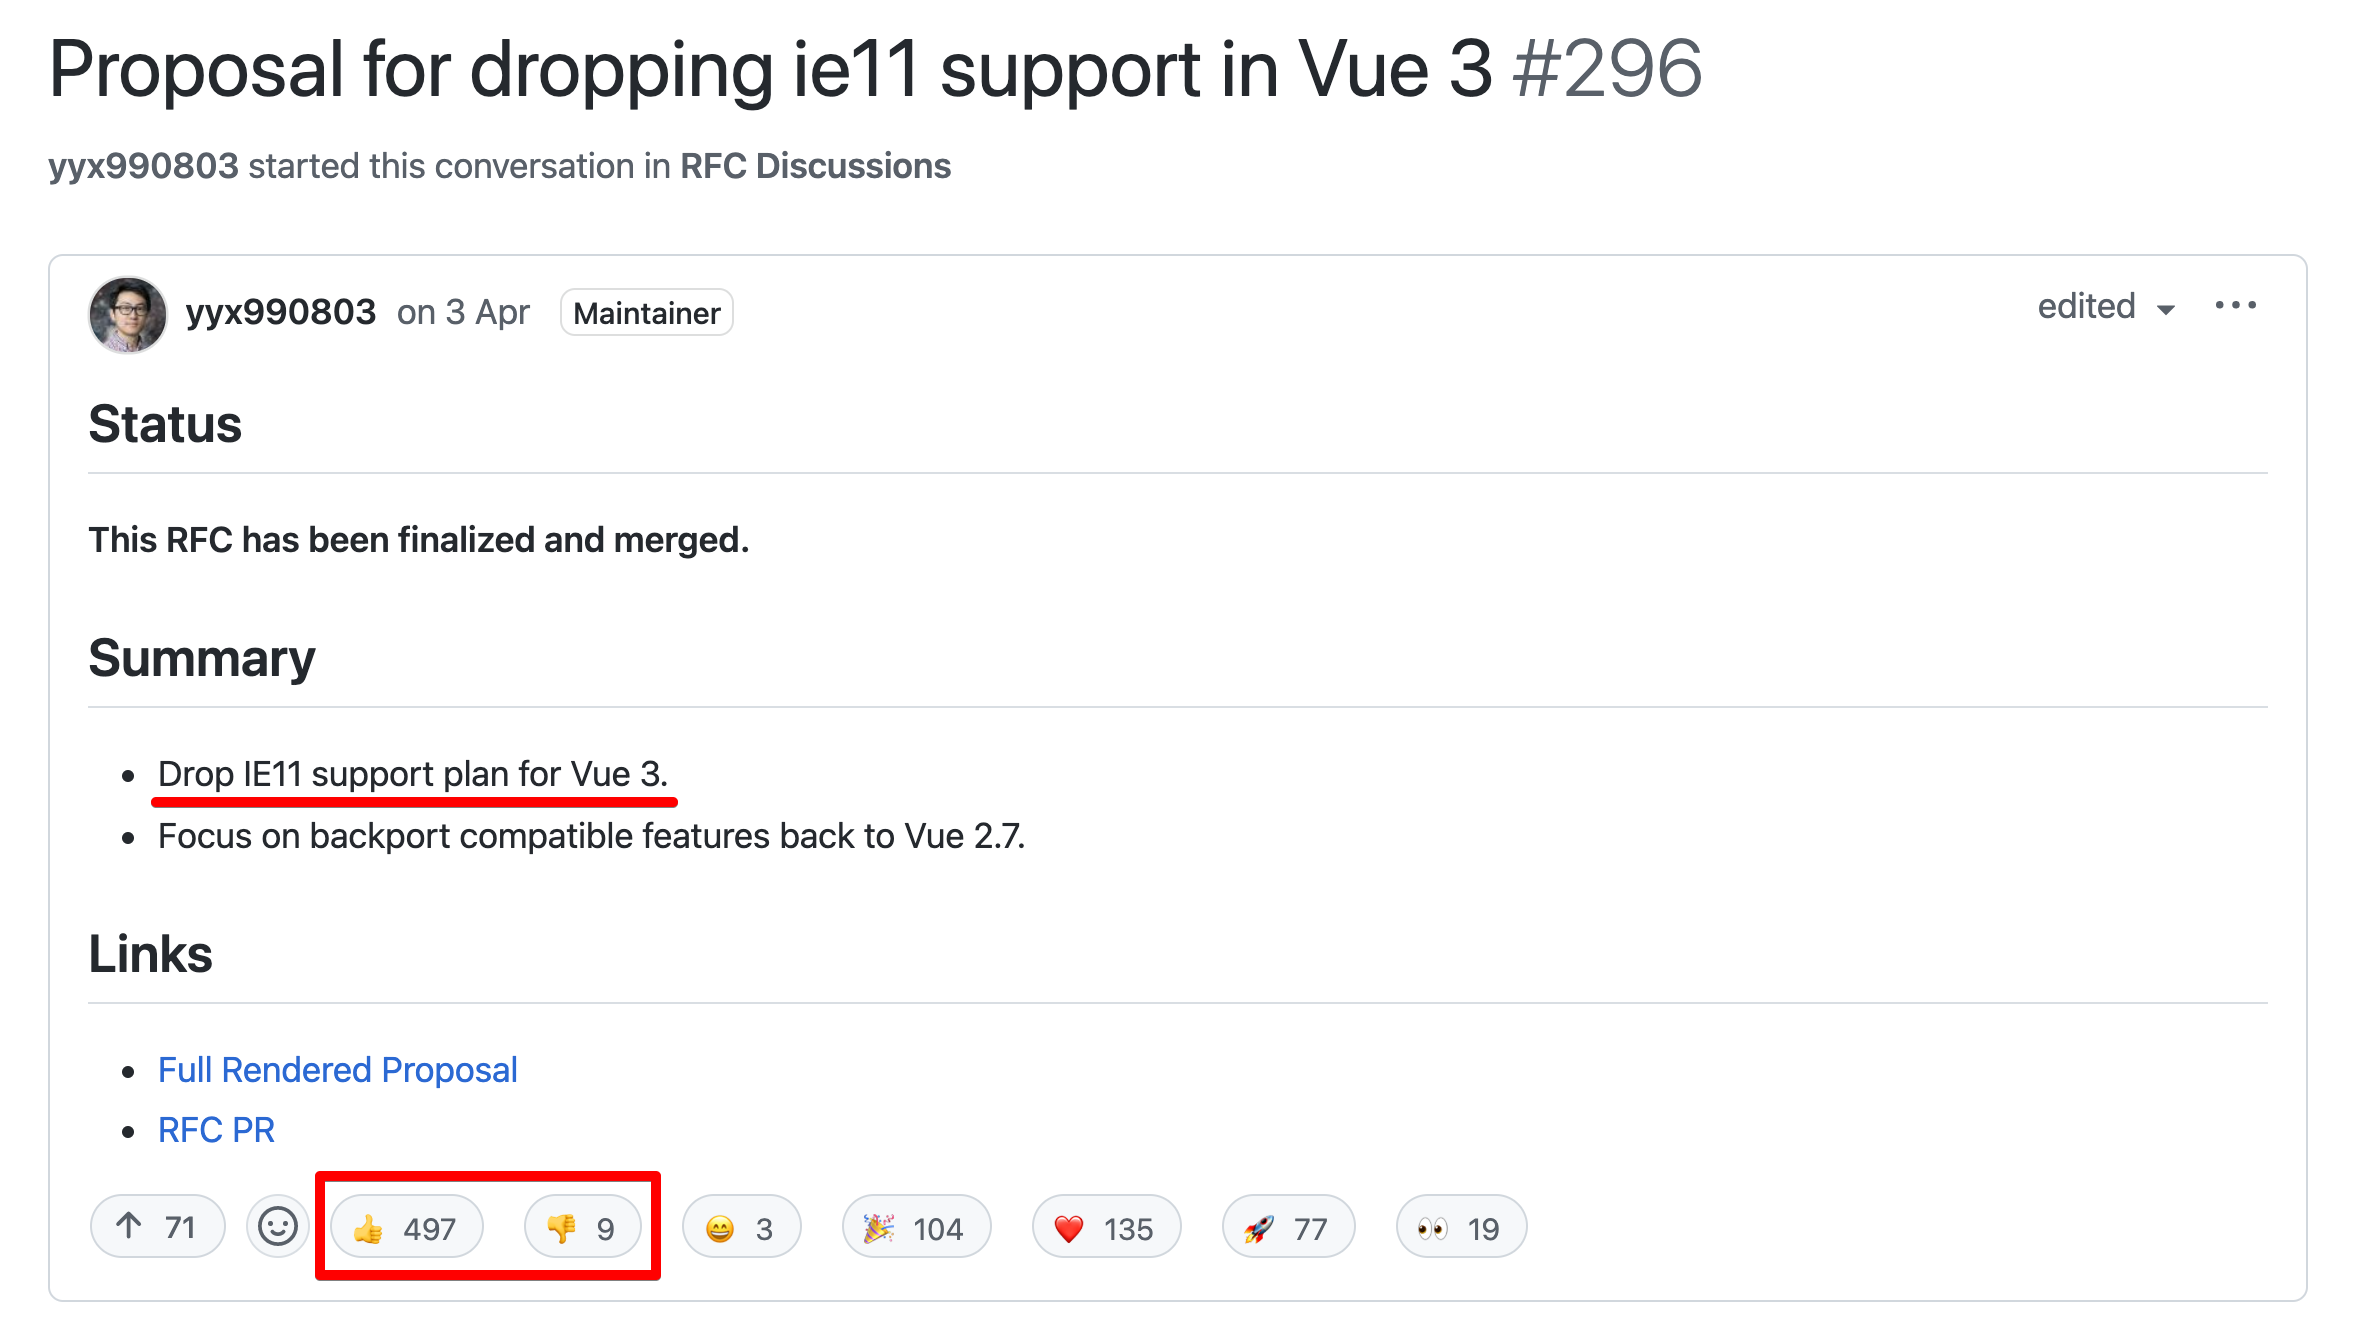 Proposal for dropping ie11 support in Vue 3 #296
yyx990803 started this conversation in RFC Discussions
yyx990803 on 3 Apr Maintainer edited
Status
This RFC has been finalized and merged.
Summary
Drop IE11 support plan for Vue 3.
Focus on backport compatible features back to Vue 2.7.
Links
Full Rendered Proposal
RFC PR
↑ 71 👍 497 👎 9 😄 3 🎉 104 ❤️ 135 🚀 77 👀 19